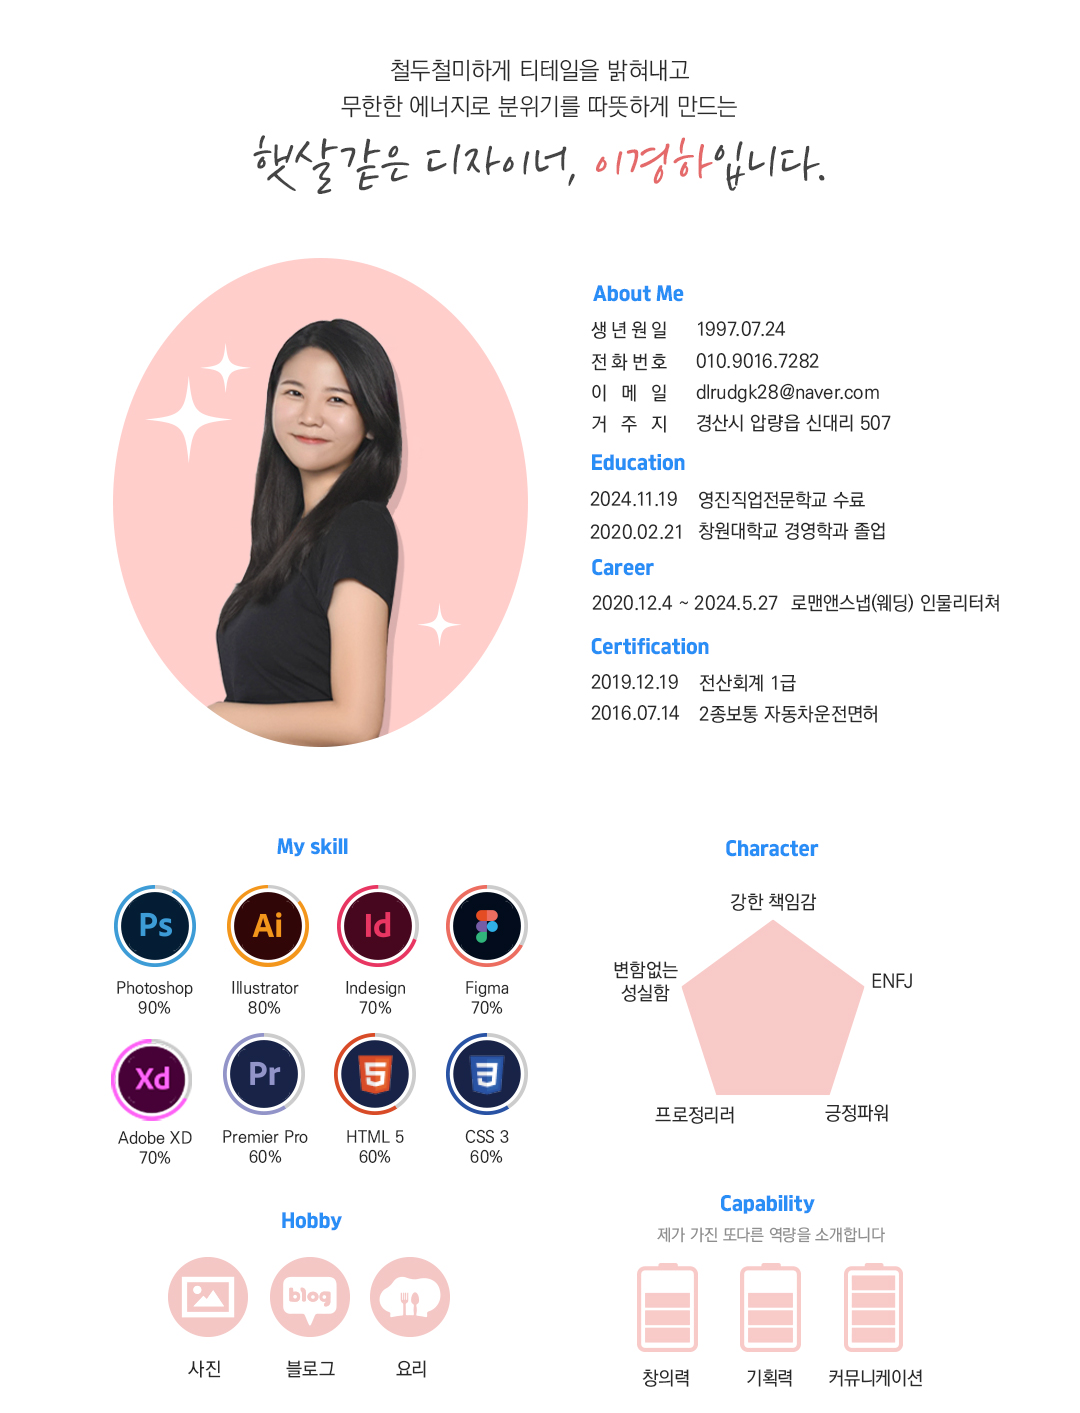 철두철미하게 티테일을 밝혀내고
무한한 에너지로 분위기를 따뜻하게 만드는
햇살같은 디자이너, 이경하입니다.
About Me
생년원일 1997.07.24
전화번호 010.9016.7282
이 메 일 dlrudgk28@naver.com
거 주 지 경산시 압량읍 신대리 507
Education
2024.11.19 영진직업전문학교 수료
2020.02.21 창원대학교 경영학과 졸업
Career
2020.12.4 ~ 2024.5.27 로맨앤스냅(웨딩) 인물리터쳐
Certification
2019.12.19 전산회계 1급
2016.07.14 2종보통 자동차운전면허
My skill
Ps Ai Id
Photoshop Illustrator Indesign Figma
90% 80% 70% 70%
Xd Pr 5 3
Adobe XD Premier Pro HTML 5 CSS 3
70% 60% 60% 60%
Hobby
blog
사진 블로그 요리
Character
강한 책임감
변함없는
성실함
ENFJ
프로정리러 긍정파워
Capability
제가 가진 또다른 역량을 소개합니다
창의력 기획력 커뮤니케이션